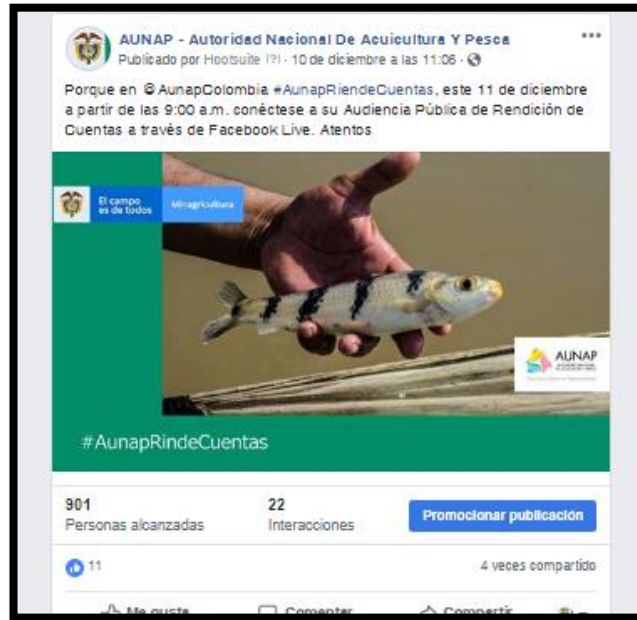 AUNAP - Autoridad Nacional De Acuicultura Y Pesca
Publicado por Hootsuite [?] · 10 de diciembre a las 11:06 ·
Porque en @AunapColombia #AunapRiendeCuentas, este 11 de diciembre
a partir de las 9:00 a.m. conéctese a su Audiencia Pública de Rendición de
Cuentas a través de Facebook Live. Atentos
El campo
es de todos
Minagricultura
AUNAP
#AunapRindeCuentas
901
Personas alcanzadas
22
Interacciones
Promocionar publicación
11
4 veces compartido
Me gusta
Comentar
Compartir